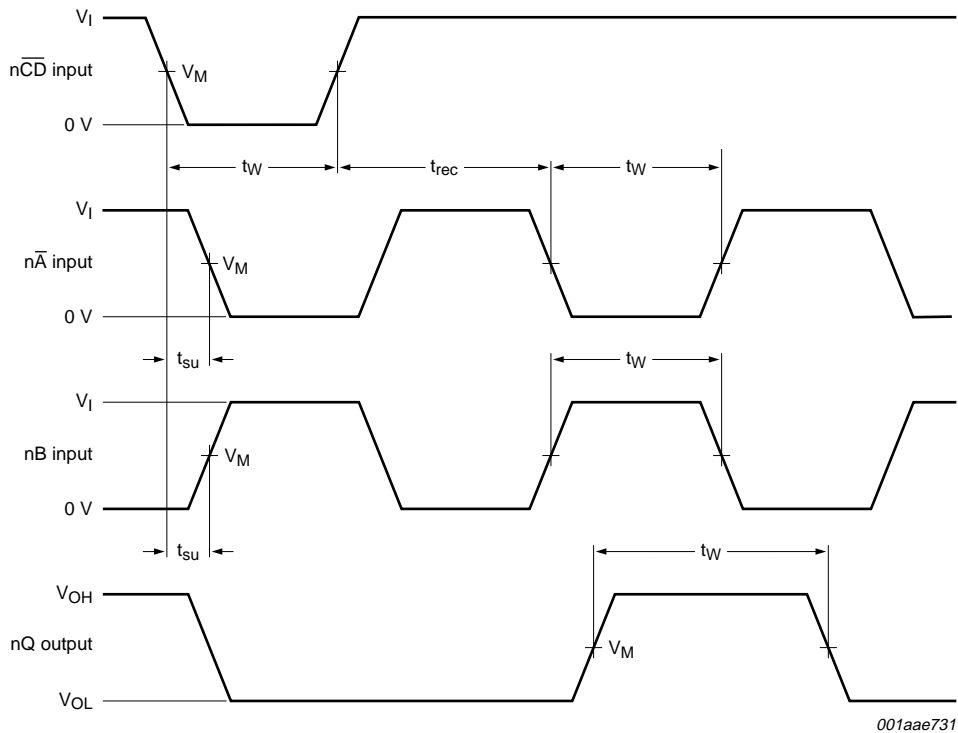 V_I
nC̅D̅ input
V_M
0 V
t_W
t_rec
t_W
V_I
nA̅ input
V_M
0 V
t_su
t_W
V_I
nB input
V_M
0 V
t_su
t_W
V_OH
nQ output
V_M
V_OL
001aae731